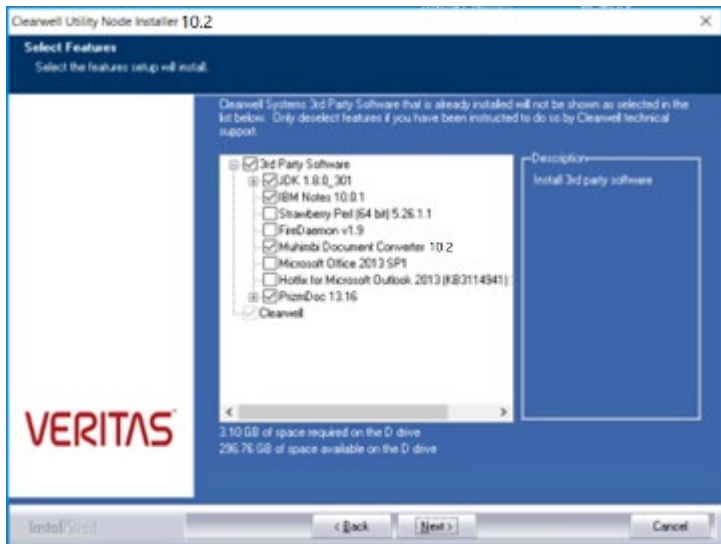 Clearwell Utility Node Installer 10.2
Select Features
Select the features setup will install.
Clearwell Systems 3rd Party Software that is already installed will not be shown as selected in the
list below. Only deselect features if you have been instructed to do so by Clearwell technical
support.
3rd Party Software
JDK 1.8.0_301
IBM Notes 10.0.1
Strawberry Perl (64 bit) 5.26.1.1
FireDaemon v1.9
Muhimbi Document Converter 10.2
Microsoft Office 2013 SP1
Hotfix for Microsoft Outlook 2013 (KB3114941)
PrizmDoc 13.16
Clearwell
Description
Install 3rd party software
VERITAS
3.10 GB of space required on the D drive
296.76 GB of space available on the D drive
InstallShield
< Back
Next >
Cancel